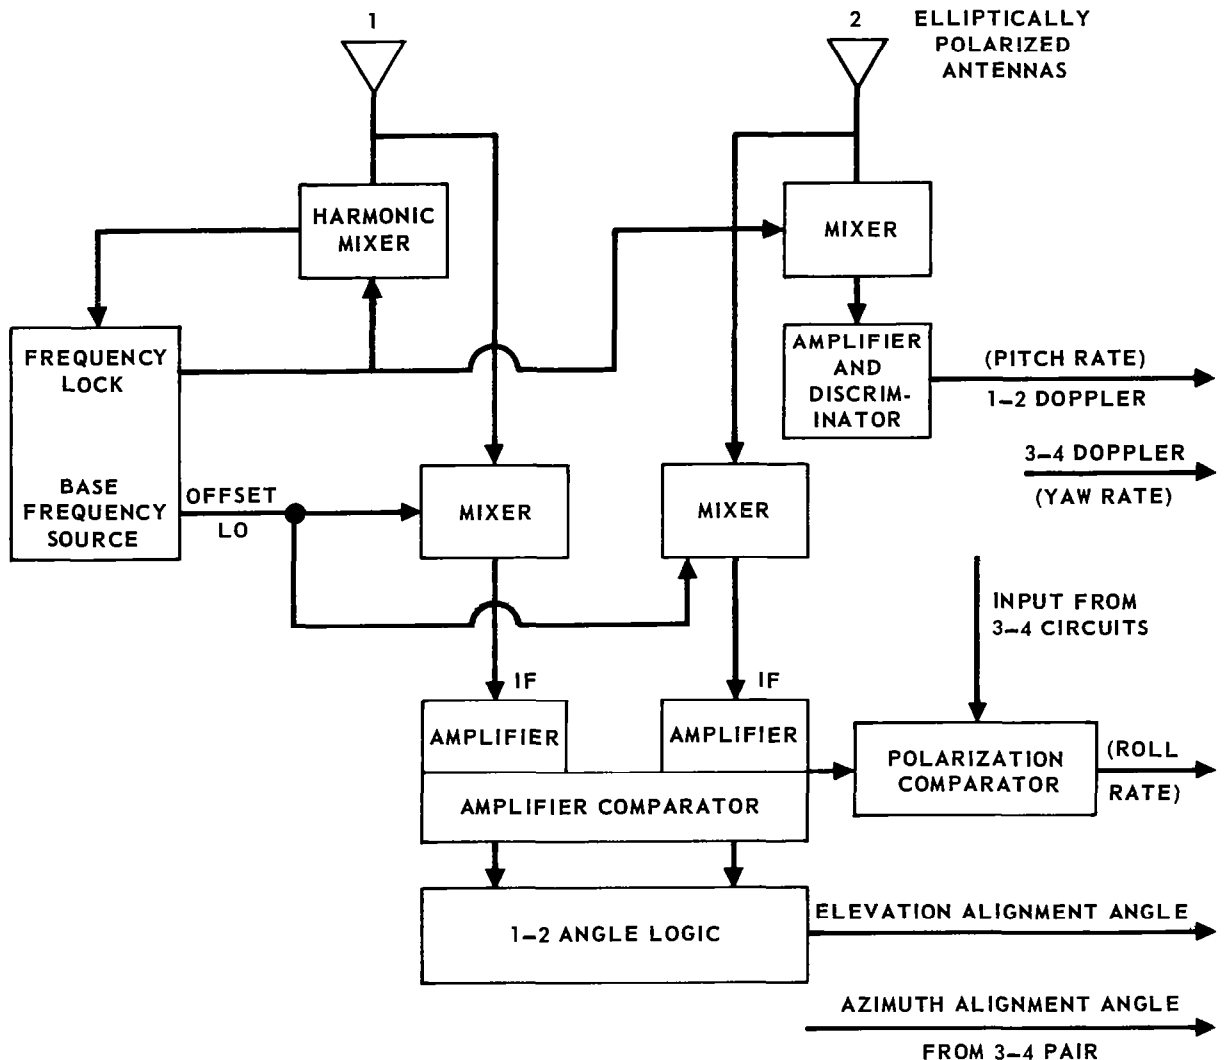 1
2
ELLIPTICALLY
POLARIZED
ANTENNAS
HARMONIC
MIXER
MIXER
FREQUENCY
LOCK
AMPLIFIER
AND
DISCRIM-
INATOR
(PITCH RATE)
1-2 DOPPLER
3-4 DOPPLER
(YAW RATE)
BASE
FREQUENCY
SOURCE
OFFSET
LO
MIXER
MIXER
INPUT FROM
3-4 CIRCUITS
IF
IF
AMPLIFIER
AMPLIFIER
AMPLIFIER COMPARATOR
POLARIZATION
COMPARATOR
(ROLL
RATE)
1-2 ANGLE LOGIC
ELEVATION ALIGNMENT ANGLE
AZIMUTH ALIGNMENT ANGLE
FROM 3-4 PAIR